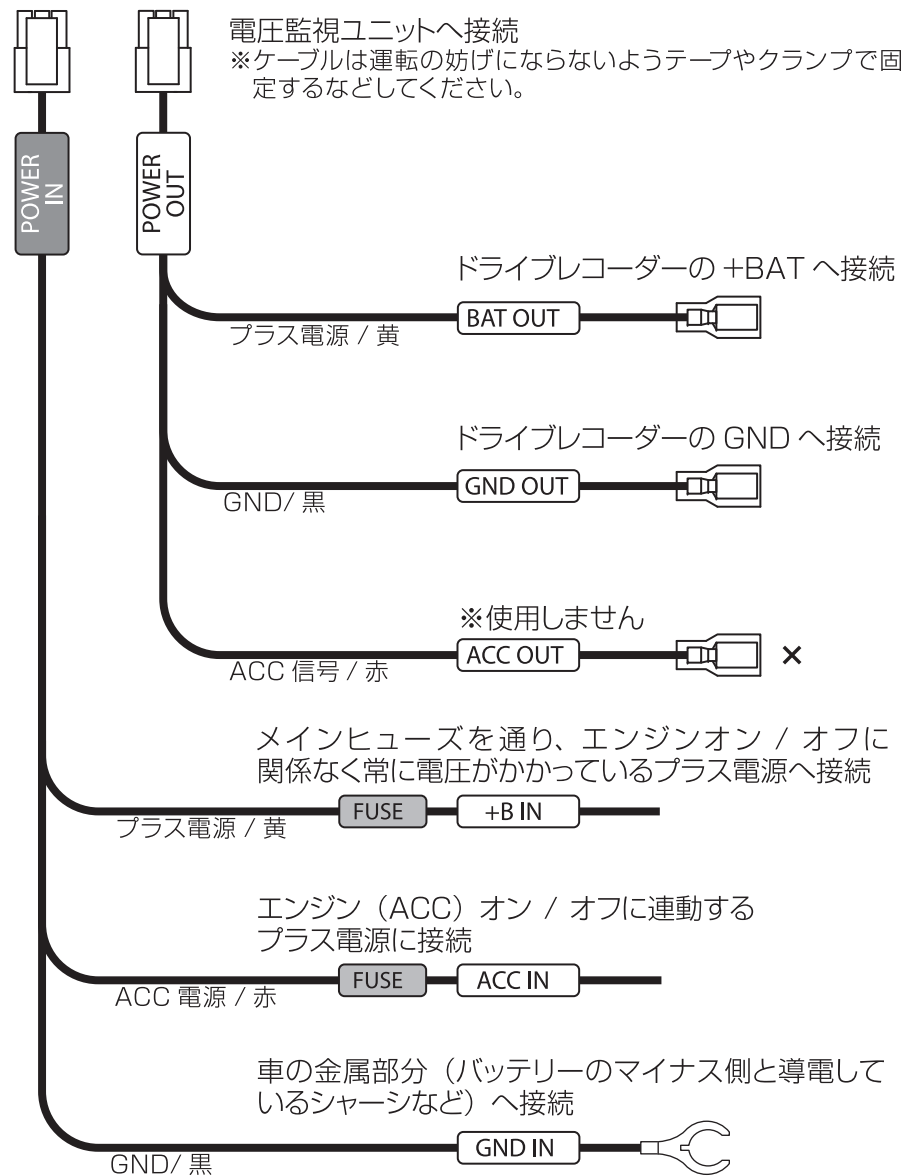 電圧監視ユニットへ接続
※ケーブルは運転の妨げにならないようテープやクランプで固
定するなどしてください。
POWER
IN
POWER
OUT
ドライブレコーダーの +BAT へ接続
BAT OUT
プラス電源 / 黄
ドライブレコーダーの GND へ接続
GND OUT
GND/ 黒
※使用しません
ACC OUT
×
ACC 信号 / 赤
メインヒューズを通り、エンジンオン / オフに
関係なく常に電圧がかかっているプラス電源へ接続
FUSE
+B IN
プラス電源 / 黄
エンジン（ACC）オン / オフに連動する
プラス電源に接続
FUSE
ACC IN
ACC 電源 / 赤
車の金属部分（バッテリーのマイナス側と導電して
いるシャーシなど）へ接続
GND IN
GND/ 黒